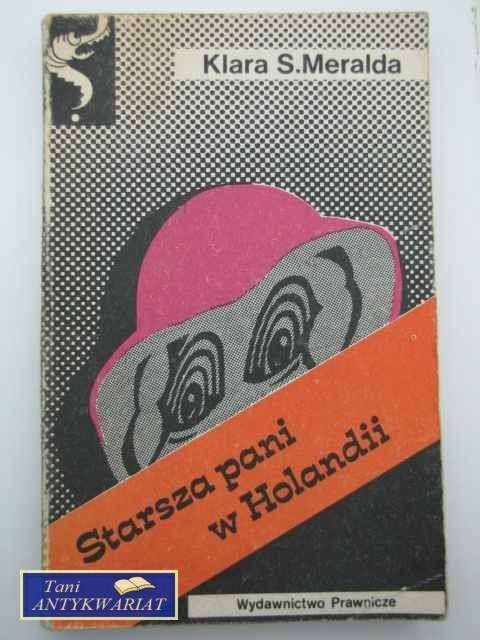 Klara S.Meralda
Starsza pani
w Holandii
Tani
ANTYKWARIAT
Wydawnictwo Prawnicze